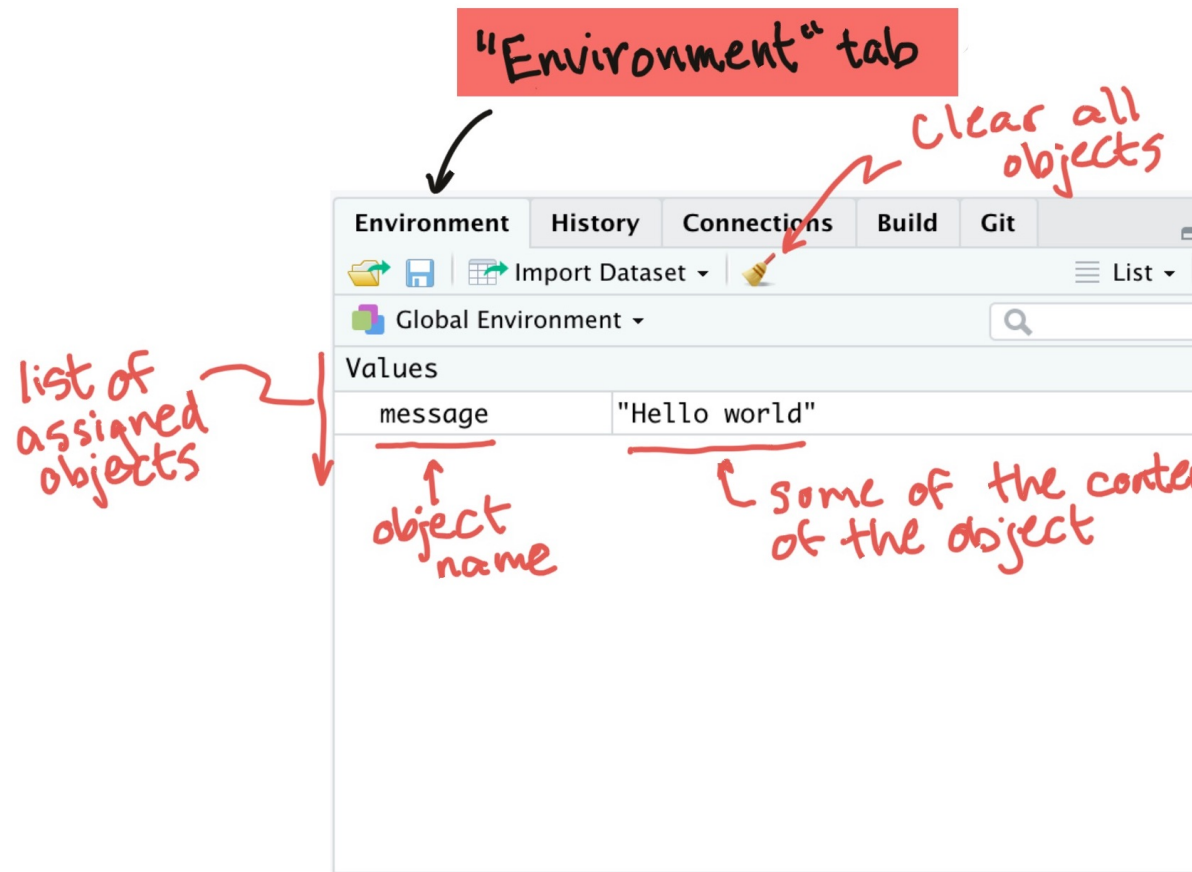 "Environment" tab
clear all
objects
Environment History Connections Build Git
Import Dataset List
Global Environment
Values
message "Hello world"
list of
assigned
objects
object
name
some of the
of the object